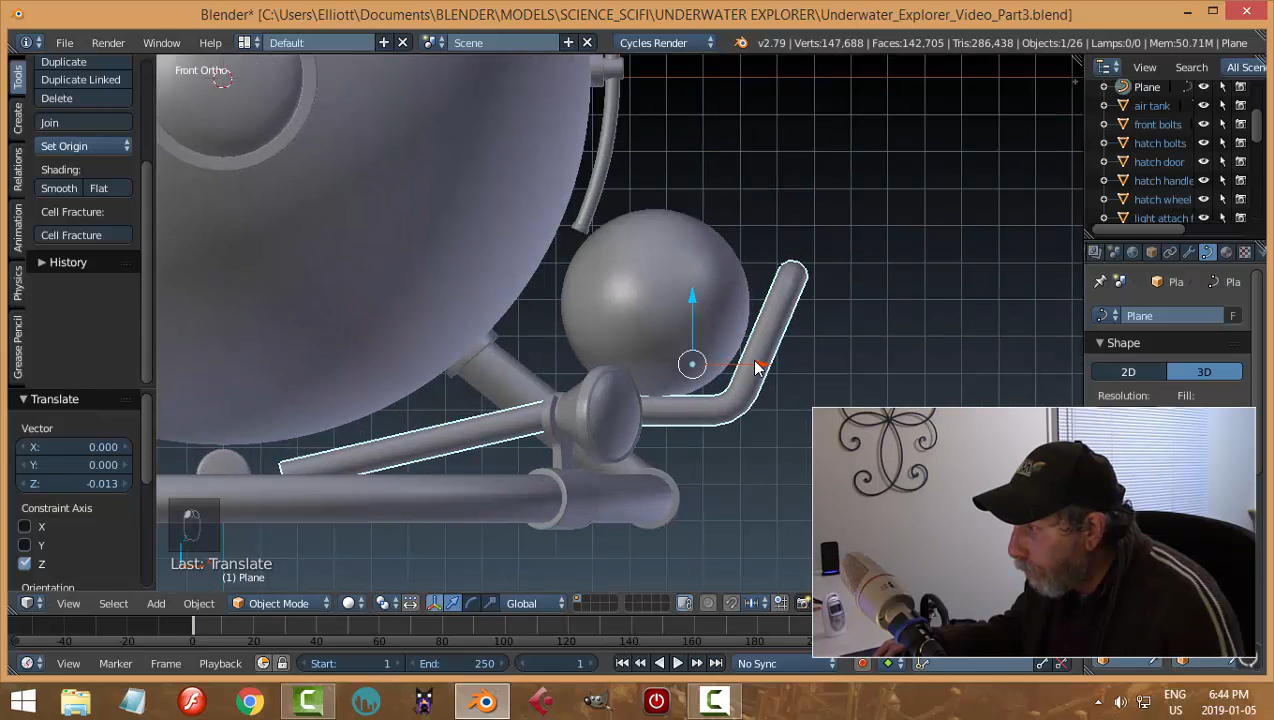 Blender* [C:\Users\Elliott\Documents\BLENDER\MODELS\SCIENCE_SCIFI\UNDERWATER EXPLORER\Underwater_Explorer_Video_Part3.blend]
File Render Window Help Default Scene Cycles Render v2.79 | Verts:147,688 | Faces:142,705 | Tris:286,438 | Objects:1/26 | Lamps:0/0 | Mem:50.71M | Plane
Duplicate
Duplicate Linked
Delete
Join
Set Origin
Shading:
Smooth Flat
Cell Fracture:
Cell Fracture
History
Tools
Create
Relations
Animation
Physics
Grease Pencil
Translate
Vector
X: 0.000
Y: 0.000
Z: -0.013
Constraint Axis
X
Y
Z
Orientation
Front Ortho
Last: Translate
(1) Plane
View Search All Scen
Plane
air tank
front bolts
hatch bolts
hatch door
hatch handle
hatch wheel
light attach f
Pla Pla
Plane F
Shape
2D 3D
Resolution: Fill:
View Select Add Object Object Mode Global
-40 -20 0 20 40 60 80 100 120 140 160 180 200 220 240 260
View Marker Frame Playback Start: 1 End: 250 1 No Sync
ENG 6:44 PM
US 2019-01-05